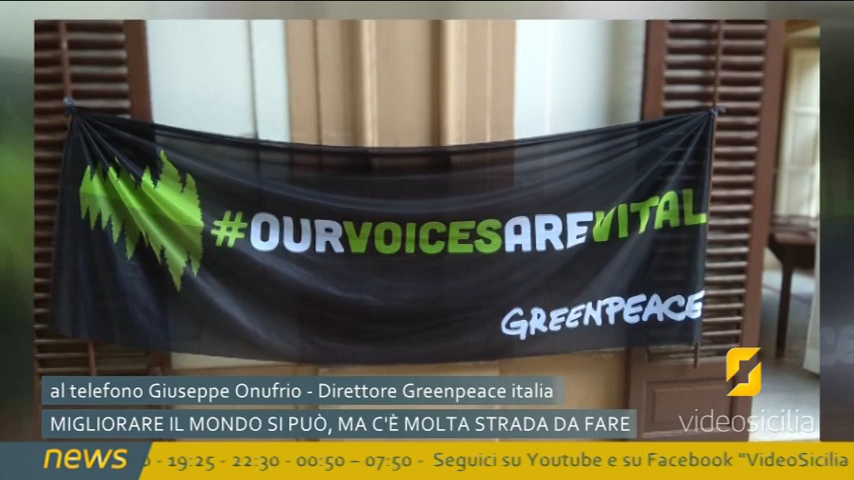 #OURVOICESAREVITAL
GREENPEACE
al telefono Giuseppe Onufrio - Direttore Greenpeace italia
MIGLIORARE IL MONDO SI PUÒ, MA C'È MOLTA STRADA DA FARE
videosicilia
news - 19:25 - 22:30 - 00:50 – 07:50 - Seguici su Youtube e su Facebook "VideoSicilia